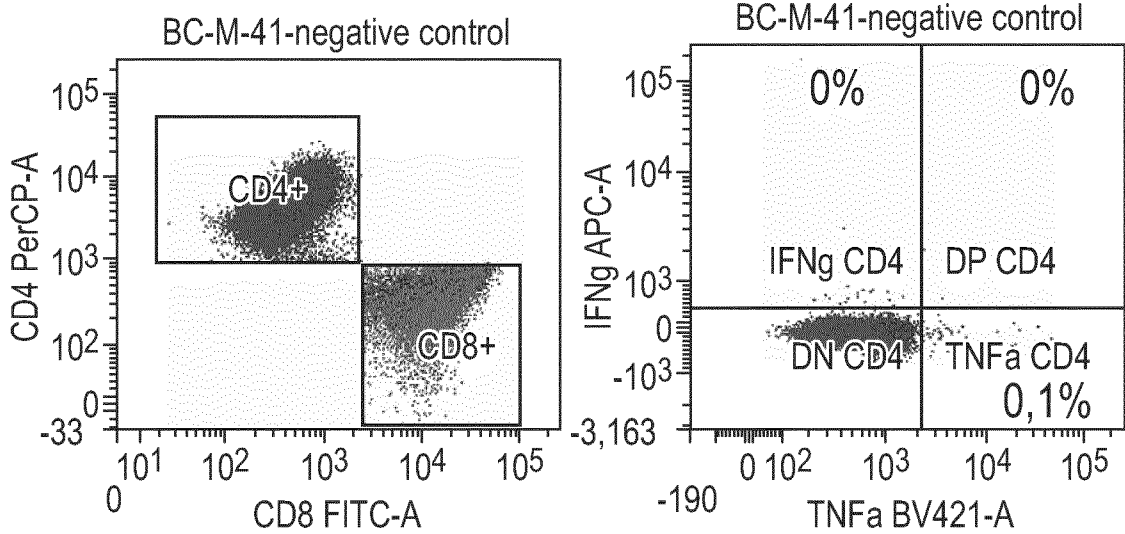 BC-M-41-negative control
CD4 PerCP-A
10⁵
10⁴
10³
10²
0
-33
CD4+
CD8+
10¹ 10² 10³ 10⁴ 10⁵
0
CD8 FITC-A
BC-M-41-negative control
IFNg APC-A
10⁵
10⁴
10³
0
-10³
-3,163
0% 0%
IFNg CD4 DP CD4
DN CD4 TNFa CD4
0,1%
0 10² 10³ 10⁴ 10⁵
-190
TNFa BV421-A